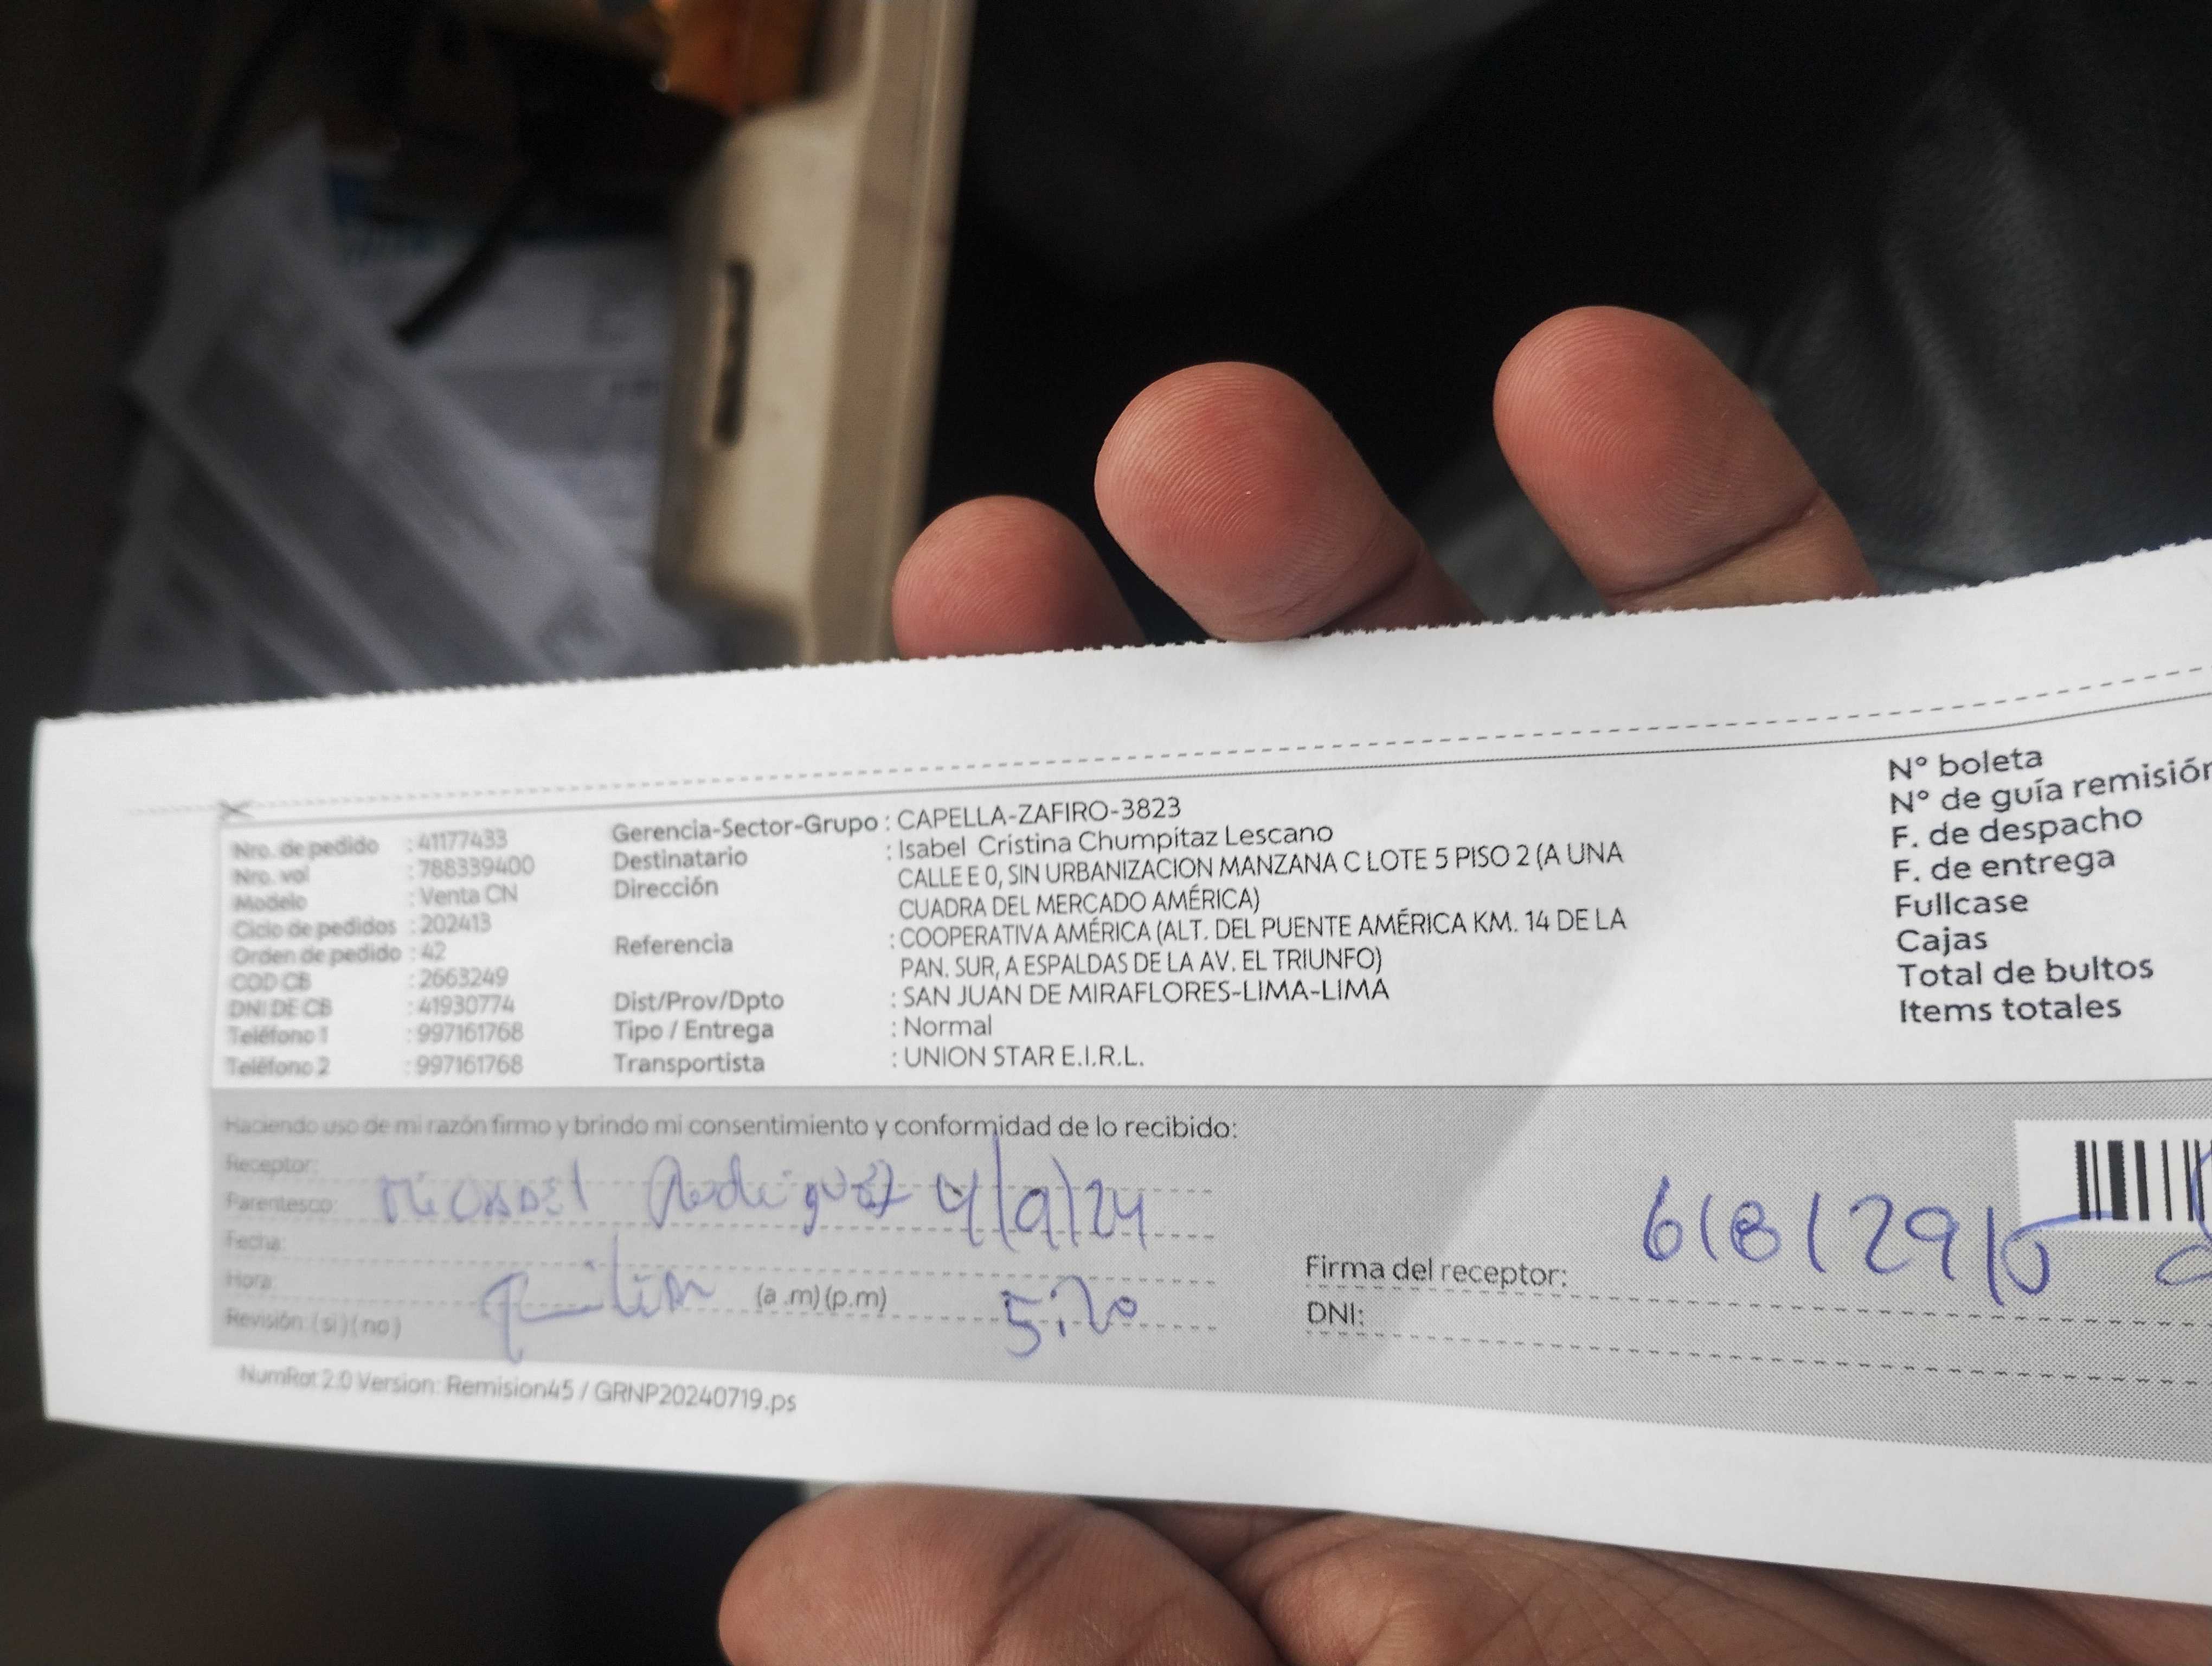 Nro. de pedido : 41177433
Nro. vol : 788339400
Modelo : Venta CN
Ciclo de pedidos : 202413
Orden de pedido : 42
COD CB : 2663249
DNI DE CB : 41930774
Teléfono 1 : 997161768
Teléfono 2 : 997161768
Gerencia-Sector-Grupo : CAPELLA-ZAFIRO-3823
Destinatario : Isabel Cristina Chumpitaz Lescano
Dirección CALLE E 0, SIN URBANIZACION MANZANA C LOTE 5 PISO 2 (A UNA
CUADRA DEL MERCADO AMÉRICA)
Referencia : COOPERATIVA AMÉRICA (ALT. DEL PUENTE AMÉRICA KM. 14 DE LA
PAN. SUR, A ESPALDAS DE LA AV. EL TRIUNFO)
Dist/Prov/Dpto : SAN JUAN DE MIRAFLORES-LIMA-LIMA
Tipo / Entrega : Normal
Transportista : UNION STAR E.I.R.L.
N° boleta
N° de guía remisión
F. de despacho
F. de entrega
Fullcase
Cajas
Total de bultos
Items totales
Haciendo uso de mi razón firmo y brindo mi consentimiento y conformidad de lo recibido:
Receptor:
Parentesco: Rodriguez 4/9/24
Fecha:
Hora: (a .m) (p.m) 5:20
Revisión: (si) (no)
Firma del receptor:
DNI:
NumRot 2.0 Version: Remision45 / GRNP20240719.ps